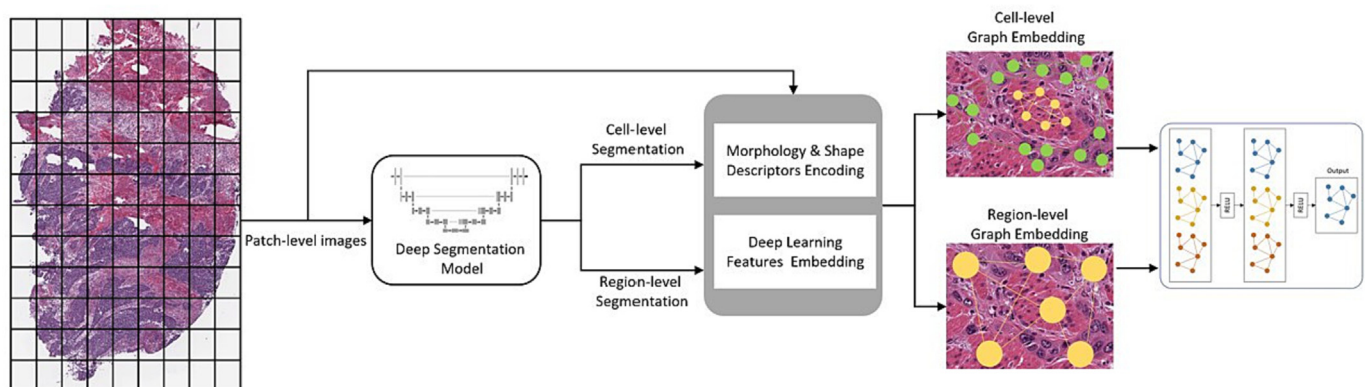 Patch-level images
Deep Segmentation
Model
Cell-level
Segmentation
Region-level
Segmentation
Morphology & Shape
Descriptors Encoding
Deep Learning
Features Embedding
Cell-level
Graph Embedding
Region-level
Graph Embedding
RELU
RELU
Output